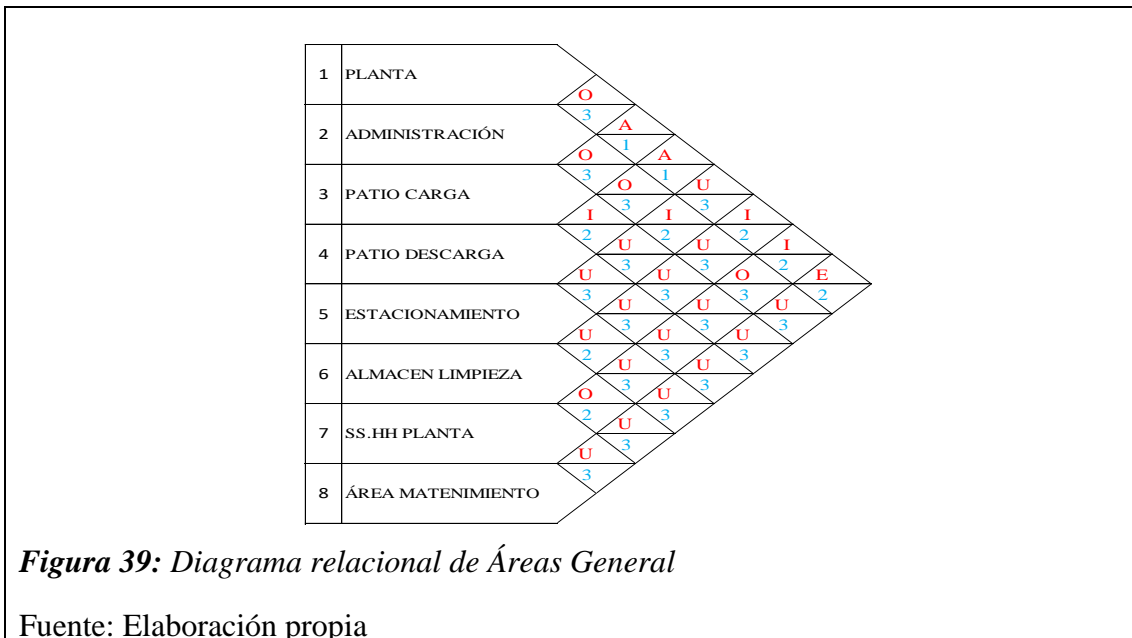 1 PLANTA
O
3
A
2 ADMINISTRACIÓN
1
O A
3 1
O U
3 PATIO CARGA
3 3
I I I
2 2 2
U U I
4 PATIO DESCARGA
3 3 2
U U O E
3 3 3 2
U U U
5 ESTACIONAMIENTO
3 3 3
U U U
2 3 3
U U
6 ALMACEN LIMPIEZA
3 3
O U
2 3
U
7 SS.HH PLANTA
3
U
3
8 ÁREA MATENIMIENTO
Figura 39: Diagrama relacional de Áreas General
Fuente: Elaboración propia